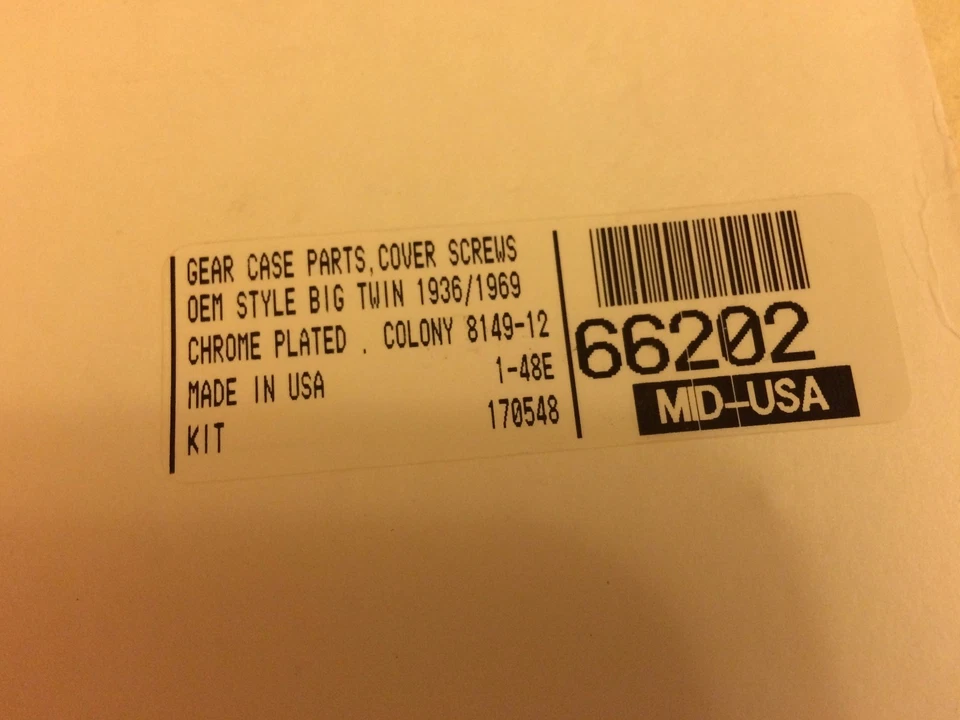 GEAR CASE PARTS,COVER SCREWS
OEM STYLE BIG TWIN 1936/1969
CHROME PLATED . COLONY 8149-12
MADE IN USA 1-48E
KIT 170548
66202
MID-USA